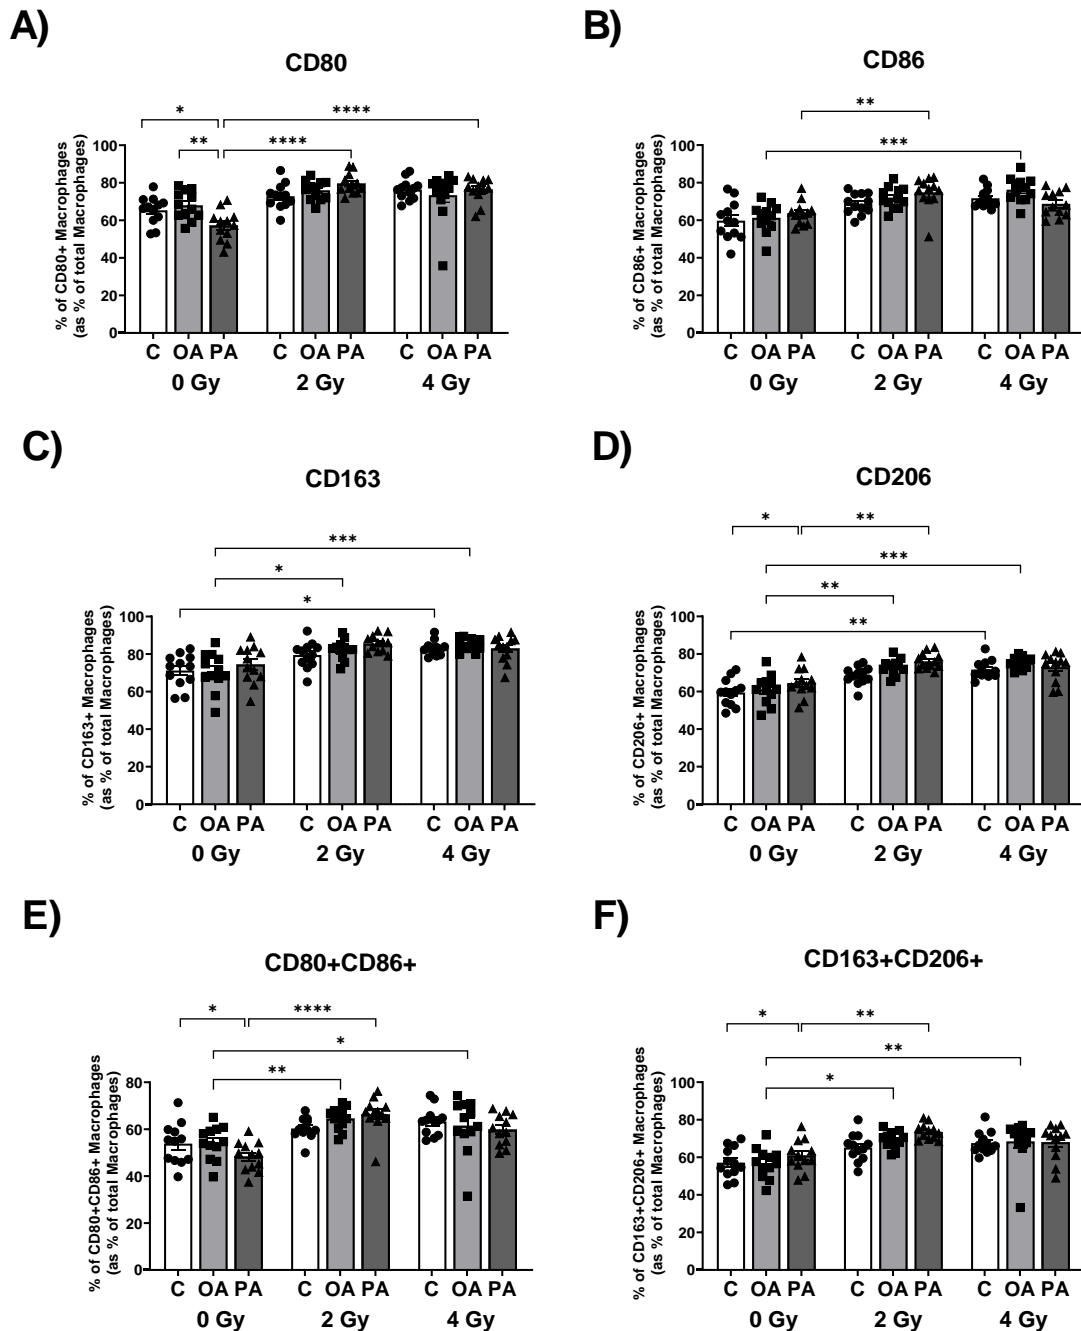 A)
CD80
*
****
**
****
% of CD80+ Macrophages
(as % of total Macrophages)
100
80
60
40
20
0
C OA PA C OA PA C OA PA
0 Gy 2 Gy 4 Gy
B)
CD86
**
***
% of CD86+ Macrophages
(as % of total Macrophages)
100
80
60
40
20
0
C OA PA C OA PA C OA PA
0 Gy 2 Gy 4 Gy
C)
CD163
***
*
*
% of CD163+ Macrophages
(as % of total Macrophages)
100
80
60
40
20
0
C OA PA C OA PA C OA PA
0 Gy 2 Gy 4 Gy
D)
CD206
*
**
***
**
**
% of CD206+ Macrophages
(as % of total Macrophages)
100
80
60
40
20
0
C OA PA C OA PA C OA PA
0 Gy 2 Gy 4 Gy
E)
CD80+CD86+
*
****
*
**
% of CD80+CD86+ Macrophages
(as % of total Macrophages)
80
60
40
20
0
C OA PA C OA PA C OA PA
0 Gy 2 Gy 4 Gy
F)
CD163+CD206+
*
**
**
*
% of CD163+CD206+ Macrophages
(as % of total Macrophages)
100
80
60
40
20
0
C OA PA C OA PA C OA PA
0 Gy 2 Gy 4 Gy